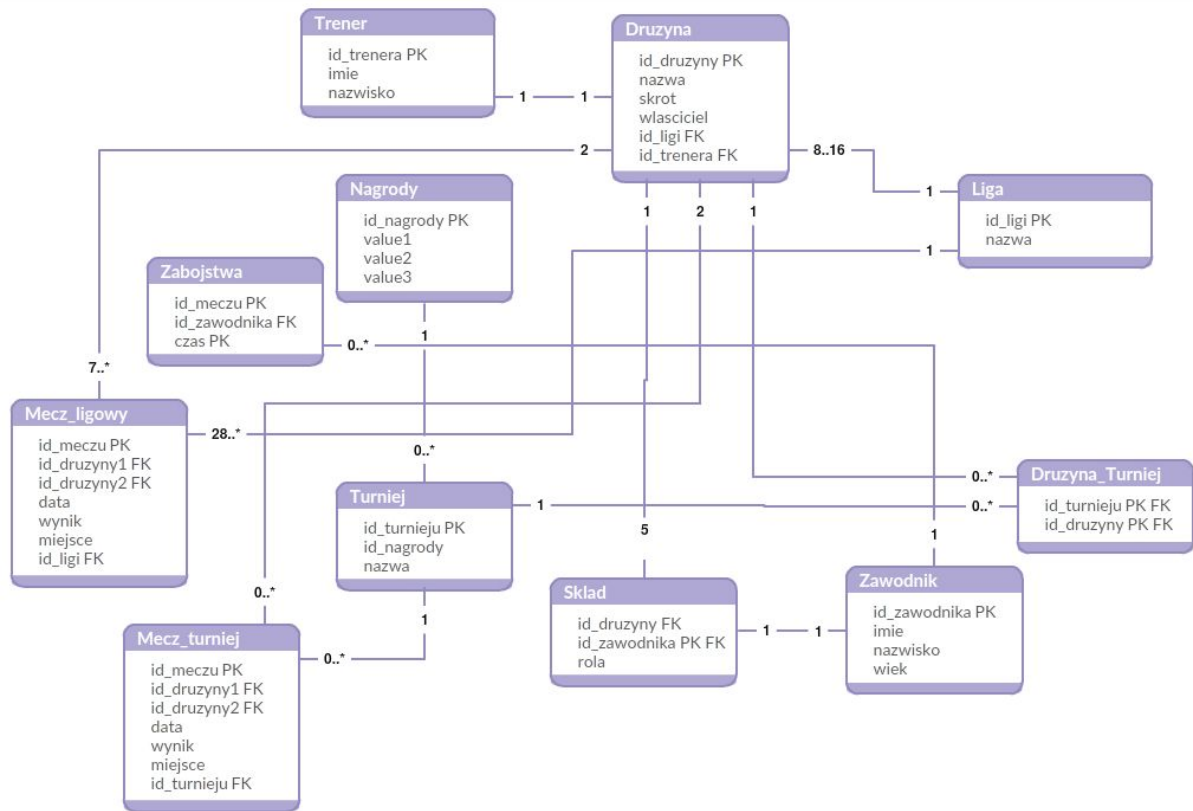 Trener
id_trenera PK
imie
nazwisko
Druzyna
id_druzyny PK
nazwa
skrot
wlasciciel
id_ligi FK
id_trenera FK
1
1
2
8..16
Nagrody
id_nagrody PK
value1
value2
value3
Liga
id_ligi PK
nazwa
1
1
1
2
1
Zabojstwa
id_meczu PK
id_zawodnika FK
czas PK
1
0..*
7..*
Mecz_ligowy
id_meczu PK
id_druzyny1 FK
id_druzyny2 FK
data
wynik
miejsce
id_ligi FK
28..*
0..*
Turniej
id_turnieju PK
id_nagrody
nazwa
1
0..*
0..*
Druzyna_Turniej
id_turnieju PK FK
id_druzyny PK FK
5
1
0..*
1
Sklad
id_druzyny FK
id_zawodnika PK FK
rola
1
1
Zawodnik
id_zawodnika PK
imie
nazwisko
wiek
Mecz_turniej
id_meczu PK
id_druzyny1 FK
id_druzyny2 FK
data
wynik
miejsce
id_turnieju FK
0..*